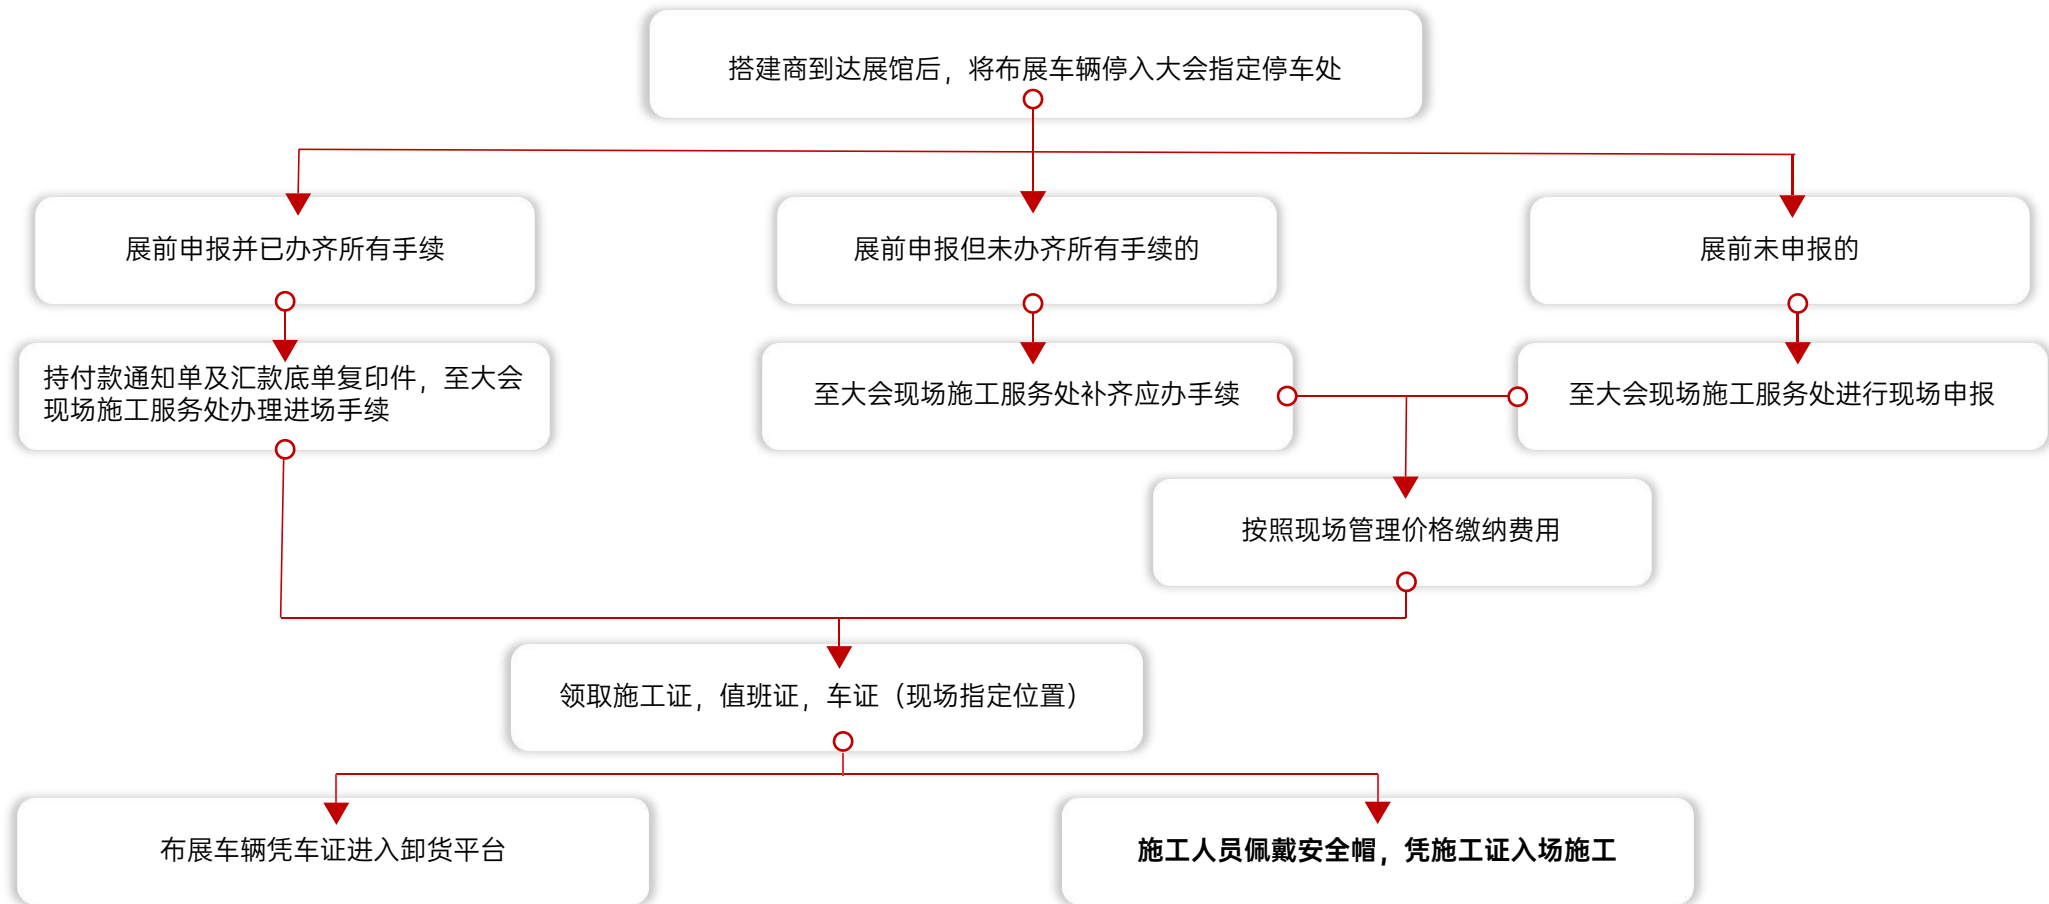 搭建商到达展馆后，将布展车辆停入大会指定停车处
展前申报并已办齐所有手续
展前申报但未办齐所有手续的
展前未申报的
持付款通知单及汇款底单复印件，至大会
现场施工服务处办理进场手续
至大会现场施工服务处补齐应办手续
至大会现场施工服务处进行现场申报
按照现场管理价格缴纳费用
领取施工证，值班证，车证（现场指定位置）
布展车辆凭车证进入卸货平台
施工人员佩戴安全帽，凭施工证入场施工